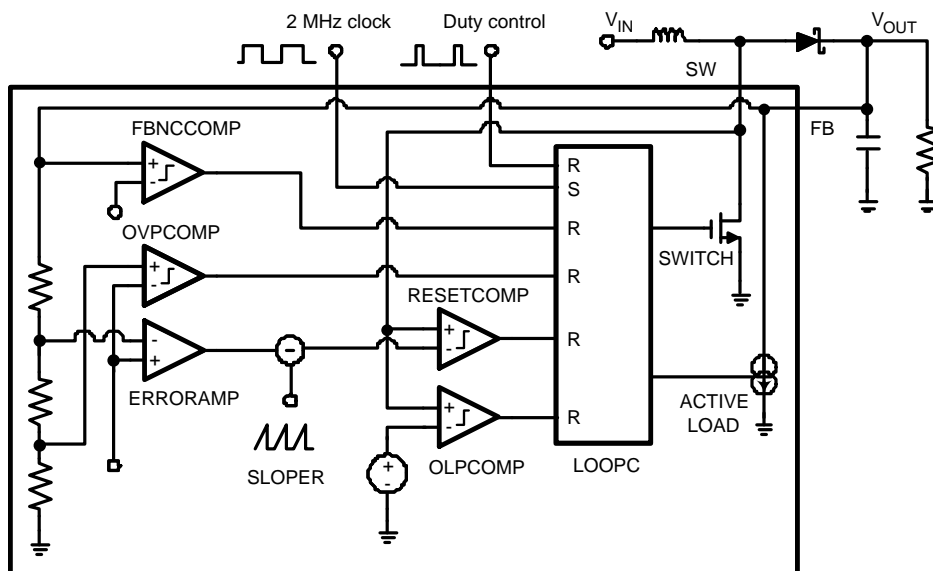 2 MHz clock
Duty control
VIN
VOUT
SW
FB
FBNCCOMP
+
-
R
S
OVPCOMP
R
SWITCH
+
-
R
RESETCOMP
-
+
-
+
-
R
ERRORAMP
ACTIVE
LOAD
+
-
R
SLOPER
+
-
OLPCOMP
LOOPC